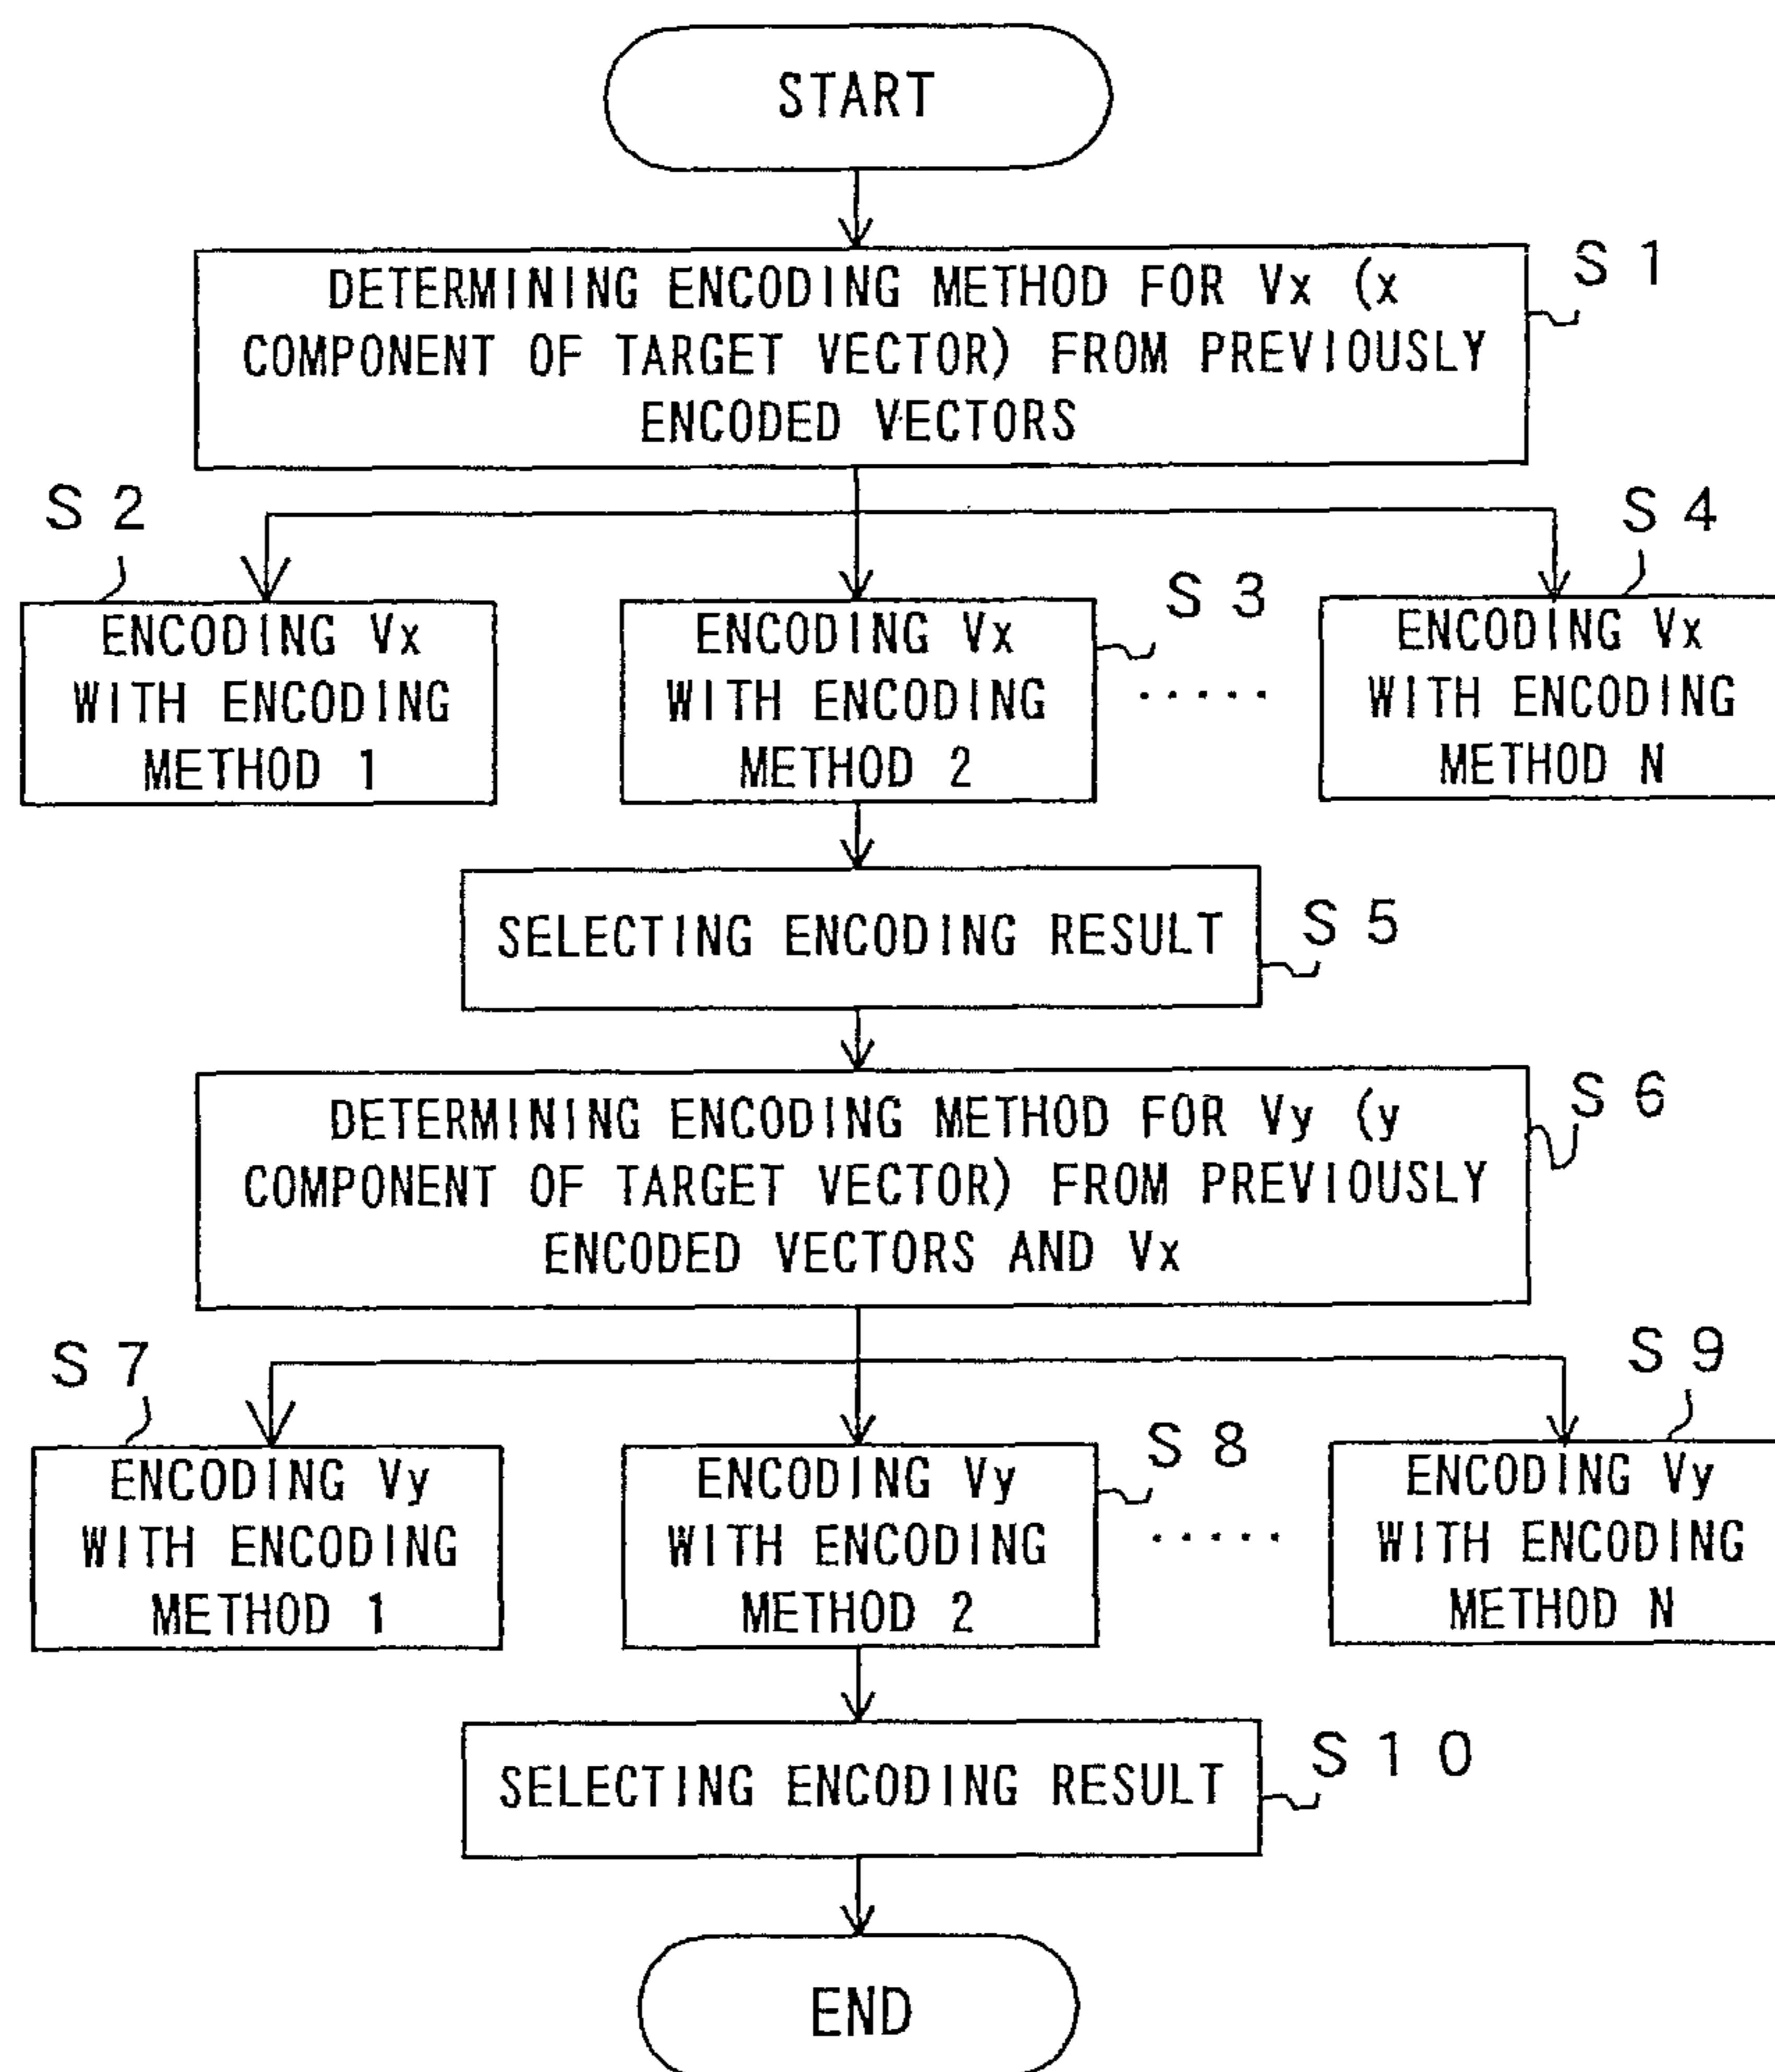 START
DETERMINING ENCODING METHOD FOR Vx (x
COMPONENT OF TARGET VECTOR) FROM PREVIOUSLY
ENCODED VECTORS
S 1
S 2
ENCODING Vx
WITH ENCODING
METHOD 1
ENCODING Vx
WITH ENCODING
METHOD 2
S 3
.....
S 4
ENCODING Vx
WITH ENCODING
METHOD N
SELECTING ENCODING RESULT
S 5
DETERMINING ENCODING METHOD FOR Vy (y
COMPONENT OF TARGET VECTOR) FROM PREVIOUSLY
ENCODED VECTORS AND Vx
S 6
S 7
ENCODING Vy
WITH ENCODING
METHOD 1
ENCODING Vy
WITH ENCODING
METHOD 2
S 8
.....
S 9
ENCODING Vy
WITH ENCODING
METHOD N
SELECTING ENCODING RESULT
S 1 0
END